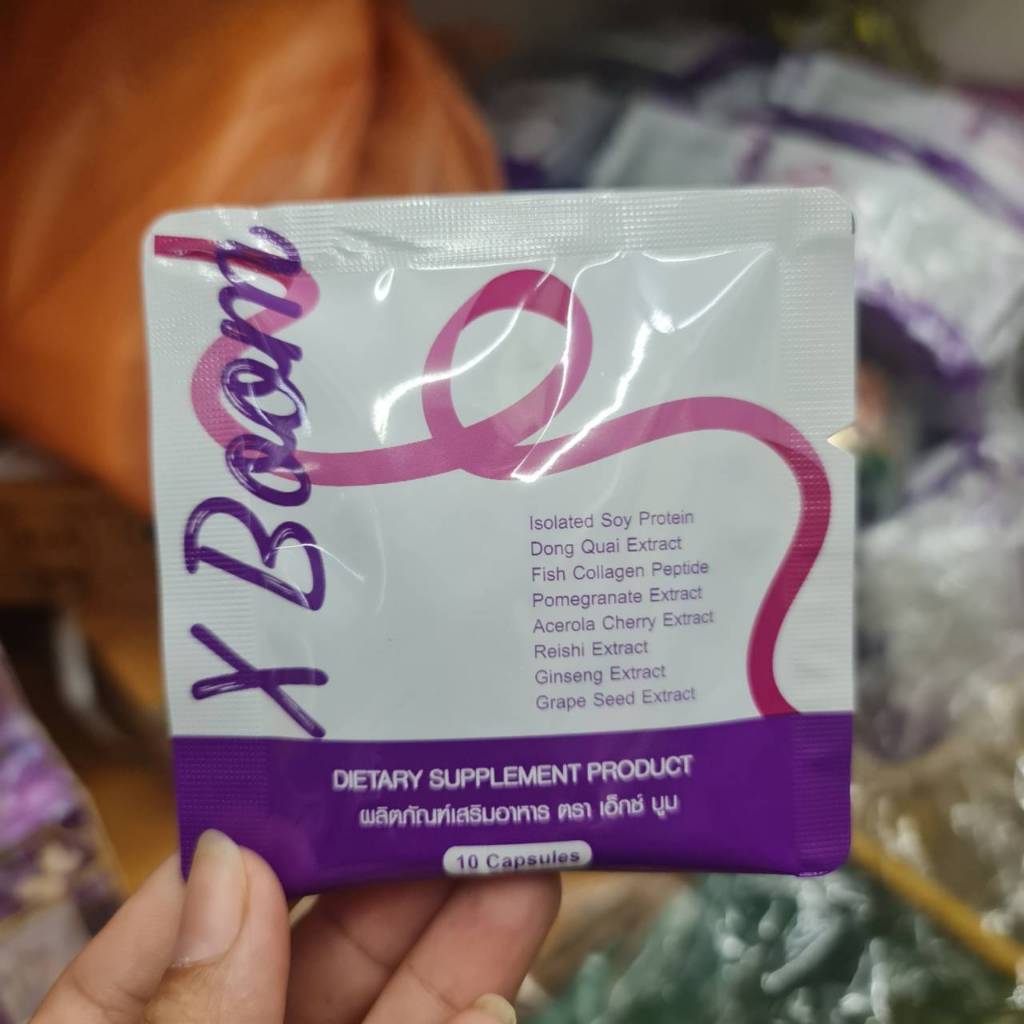 X Boom
Isolated Soy Protein
Dong Quai Extract
Fish Collagen Peptide
Pomegranate Extract
Acerola Cherry Extract
Reishi Extract
Ginseng Extract
Grape Seed Extract
DIETARY SUPPLEMENT PRODUCT
ผลิตภัณฑ์เสริมอาหาร ตรา เอ็กซ์ บูม
10 Capsules